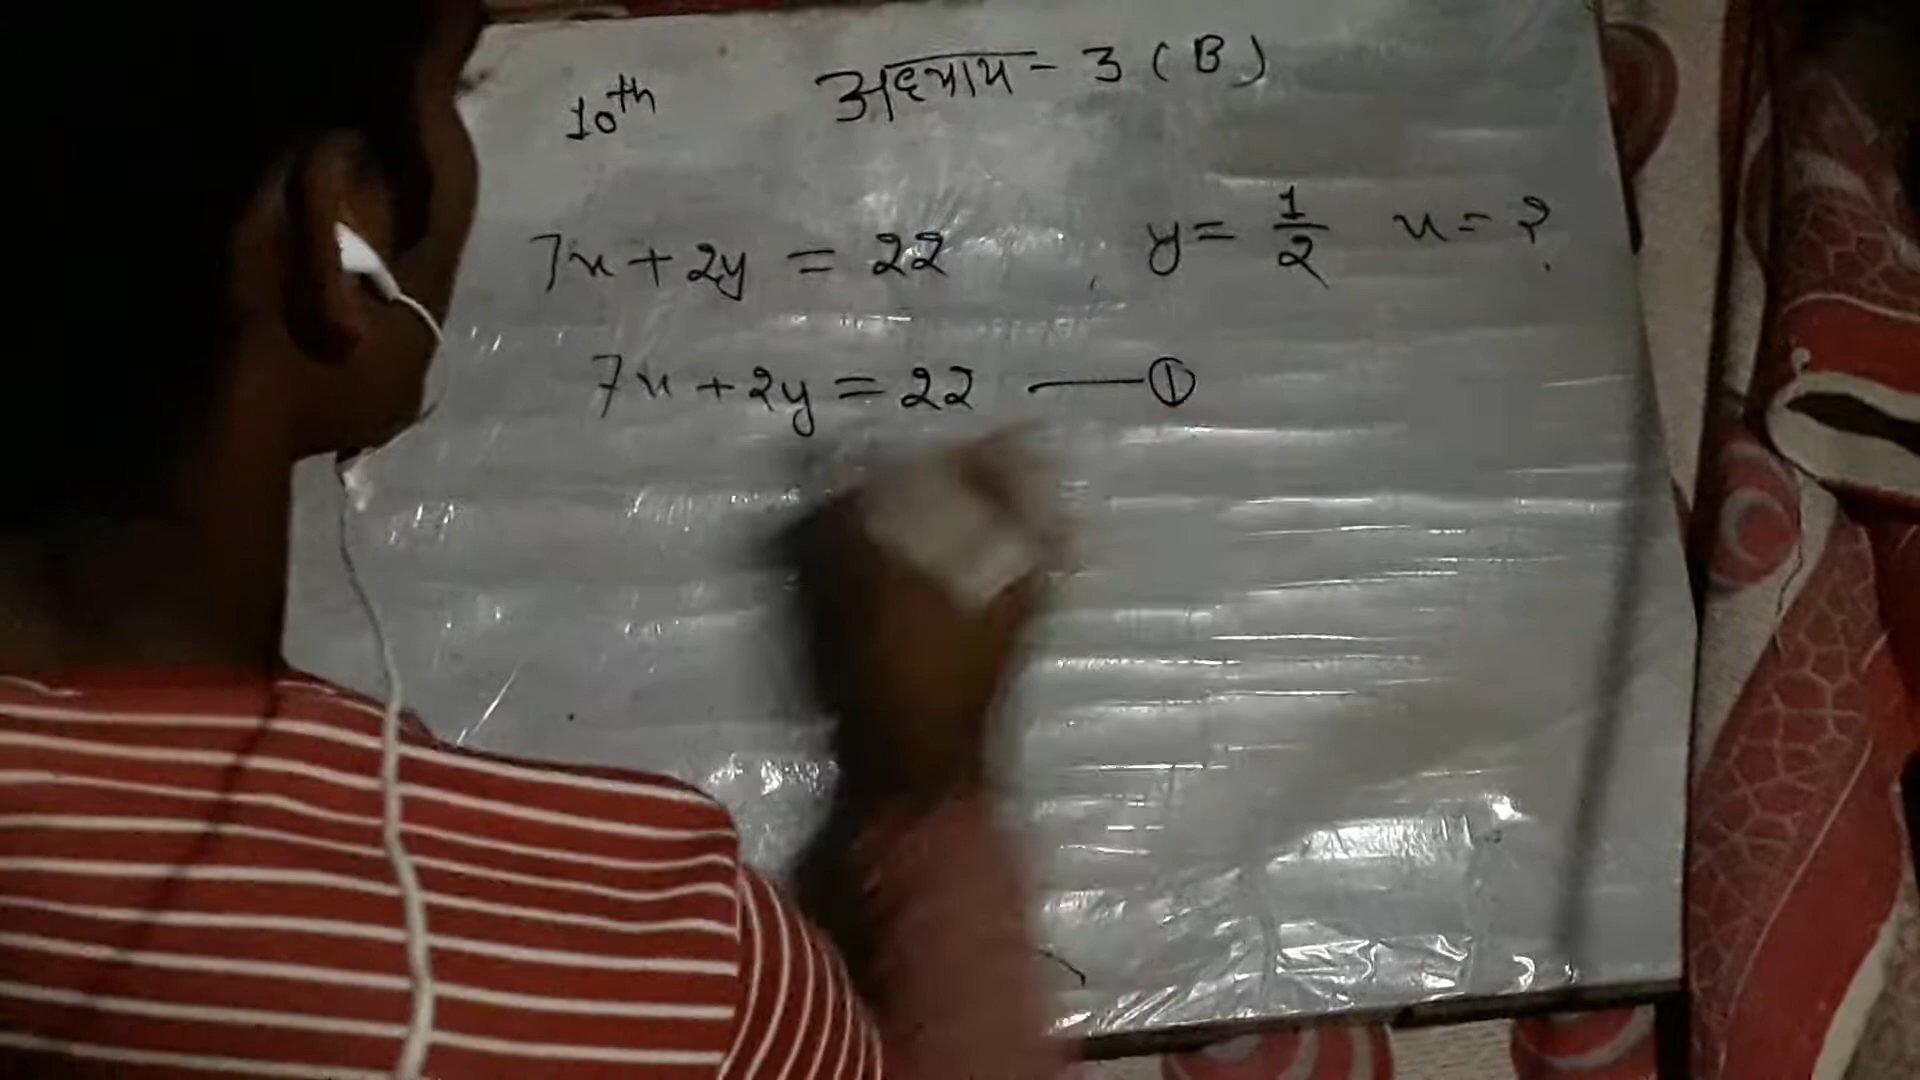 10th अध्याय - 3 (B)
7x + 2y = 22 , y = 1/2 x = ?
7x + 2y = 22 —— ①